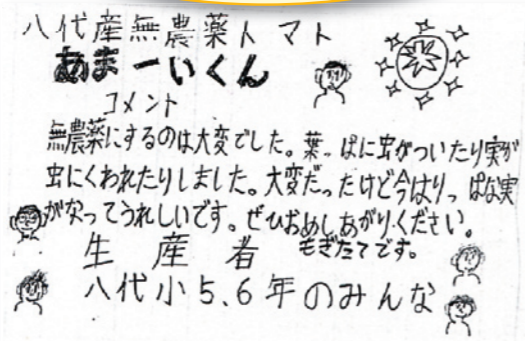 八代産無農薬トマト
あまーいくん
コメント
無農薬にするのは大変でした。葉っぱに虫がついたり実が
虫にくわれたりしました。大変だったけど今はりっぱな実
がなってうれしいです。ぜひおめしあがりください。
もぎたてです。
生産者
八代小5.6年のみんな